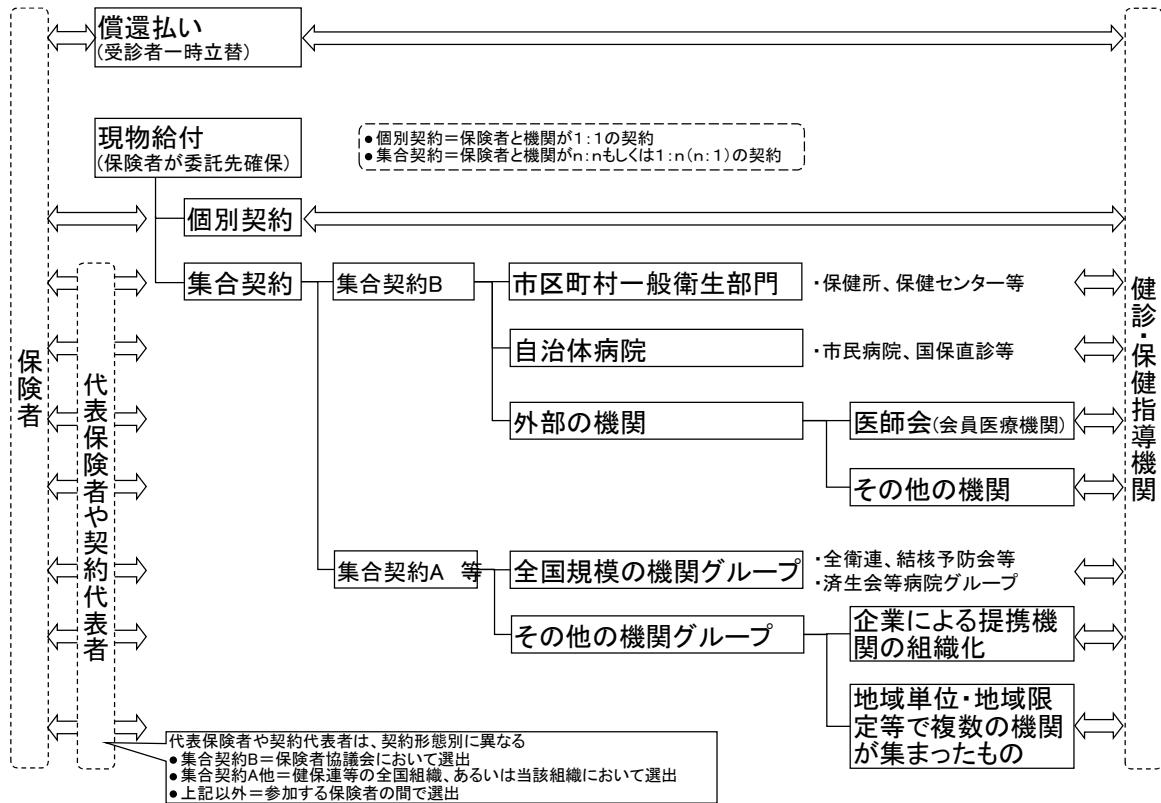 償還払い
(受診者一時立替)
現物給付
(保険者が委託先確保)
●個別契約＝保険者と機関が1:1の契約
●集合契約＝保険者と機関がn:nもしくは1:n(n:1)の契約
個別契約
集合契約
集合契約B
市区町村一般衛生部門
・保健所、保健センター等
自治体病院
・市民病院、国保直診等
外部の機関
医師会(会員医療機関)
その他の機関
集合契約A 等
全国規模の機関グループ
・全衛連、結核予防会等
・済生会等病院グループ
その他の機関グループ
企業による提携機
関の組織化
地域単位・地域限
定等で複数の機関
が集まったもの
保険者
代表保険者や契約代表者
健診・保健指導機関
代表保険者や契約代表者は、契約形態別に異なる
●集合契約B＝保険者協議会において選出
●集合契約A他＝健保連等の全国組織、あるいは当該組織において選出
●上記以外＝参加する保険者の間で選出